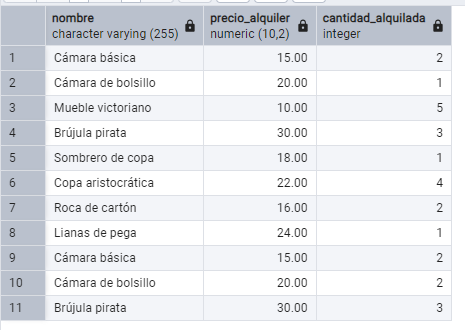 nombre precio_alquiler cantidad_alquilada
character varying (255) numeric (10,2) integer
1 Cámara básica 15.00 2
2 Cámara de bolsillo 20.00 1
3 Mueble victoriano 10.00 5
4 Brújula pirata 30.00 3
5 Sombrero de copa 18.00 1
6 Copa aristocrática 22.00 4
7 Roca de cartón 16.00 2
8 Lianas de pega 24.00 1
9 Cámara básica 15.00 2
10 Cámara de bolsillo 20.00 2
11 Brújula pirata 30.00 3